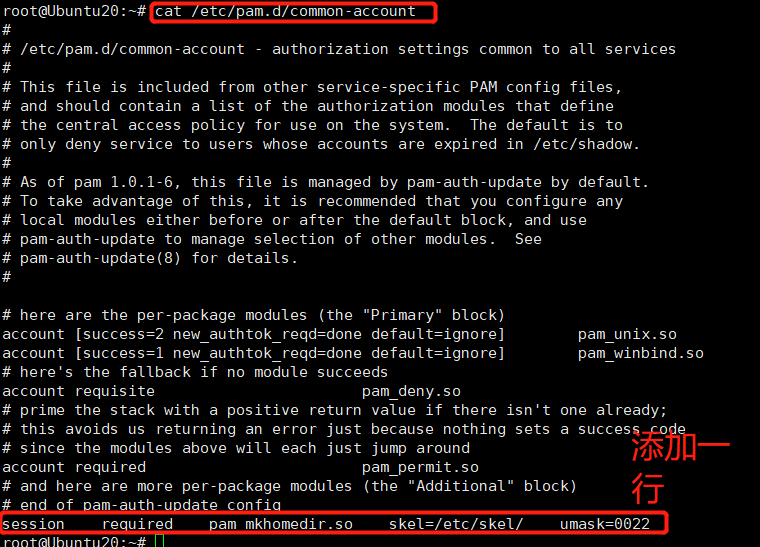 root@Ubuntu20:~# cat /etc/pam.d/common-account
#
# /etc/pam.d/common-account - authorization settings common to all services
#
# This file is included from other service-specific PAM config files,
# and should contain a list of the authorization modules that define
# the central access policy for use on the system.  The default is to
# only deny service to users whose accounts are expired in /etc/shadow.
#
# As of pam 1.0.1-6, this file is managed by pam-auth-update by default.
# To take advantage of this, it is recommended that you configure any
# local modules either before or after the default block, and use
# pam-auth-update to manage selection of other modules.  See
# pam-auth-update(8) for details.
#
# here are the per-package modules (the "Primary" block)
account [success=2 new_authtok_reqd=done default=ignore]        pam_unix.so
account [success=1 new_authtok_reqd=done default=ignore]        pam_winbind.so
# here's the fallback if no module succeeds
account requisite                       pam_deny.so
# prime the stack with a positive return value if there isn't one already;
# this avoids us returning an error just because nothing sets a success code
# since the modules above will each just jump around
account required                        pam_permit.so
# and here are more per-package modules (the "Additional" block)
# end of pam-auth-update config
session    required    pam_mkhomedir.so    skel=/etc/skel/    umask=0022
root@Ubuntu20:~#
添加一
行